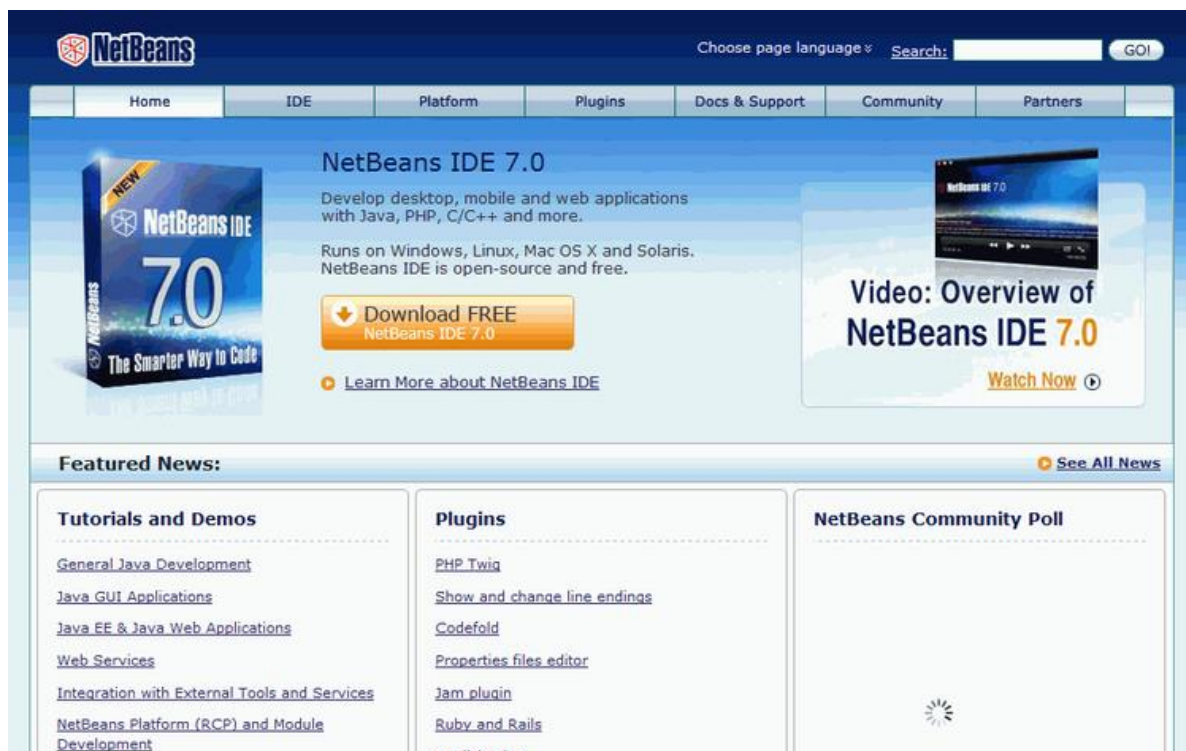 NetBeans
Choose page language
Search:
GO!
Home
IDE
Platform
Plugins
Docs & Support
Community
Partners
NEW
NetBeans IDE
7.0
The Smarter Way to Code
NetBeans
NetBeans IDE 7.0
Develop desktop, mobile and web applications
with Java, PHP, C/C++ and more.
Runs on Windows, Linux, Mac OS X and Solaris.
NetBeans IDE is open-source and free.
Download FREE
NetBeans IDE 7.0
Learn More about NetBeans IDE
NetBeans IDE 7.0
Video: Overview of
NetBeans IDE 7.0
Watch Now
Featured News:
See All News
Tutorials and Demos
General Java Development
Java GUI Applications
Java EE & Java Web Applications
Web Services
Integration with External Tools and Services
NetBeans Platform (RCP) and Module
Development
Plugins
PHP Twig
Show and change line endings
Codefold
Properties files editor
Jam plugin
Ruby and Rails
NetBeans Community Poll